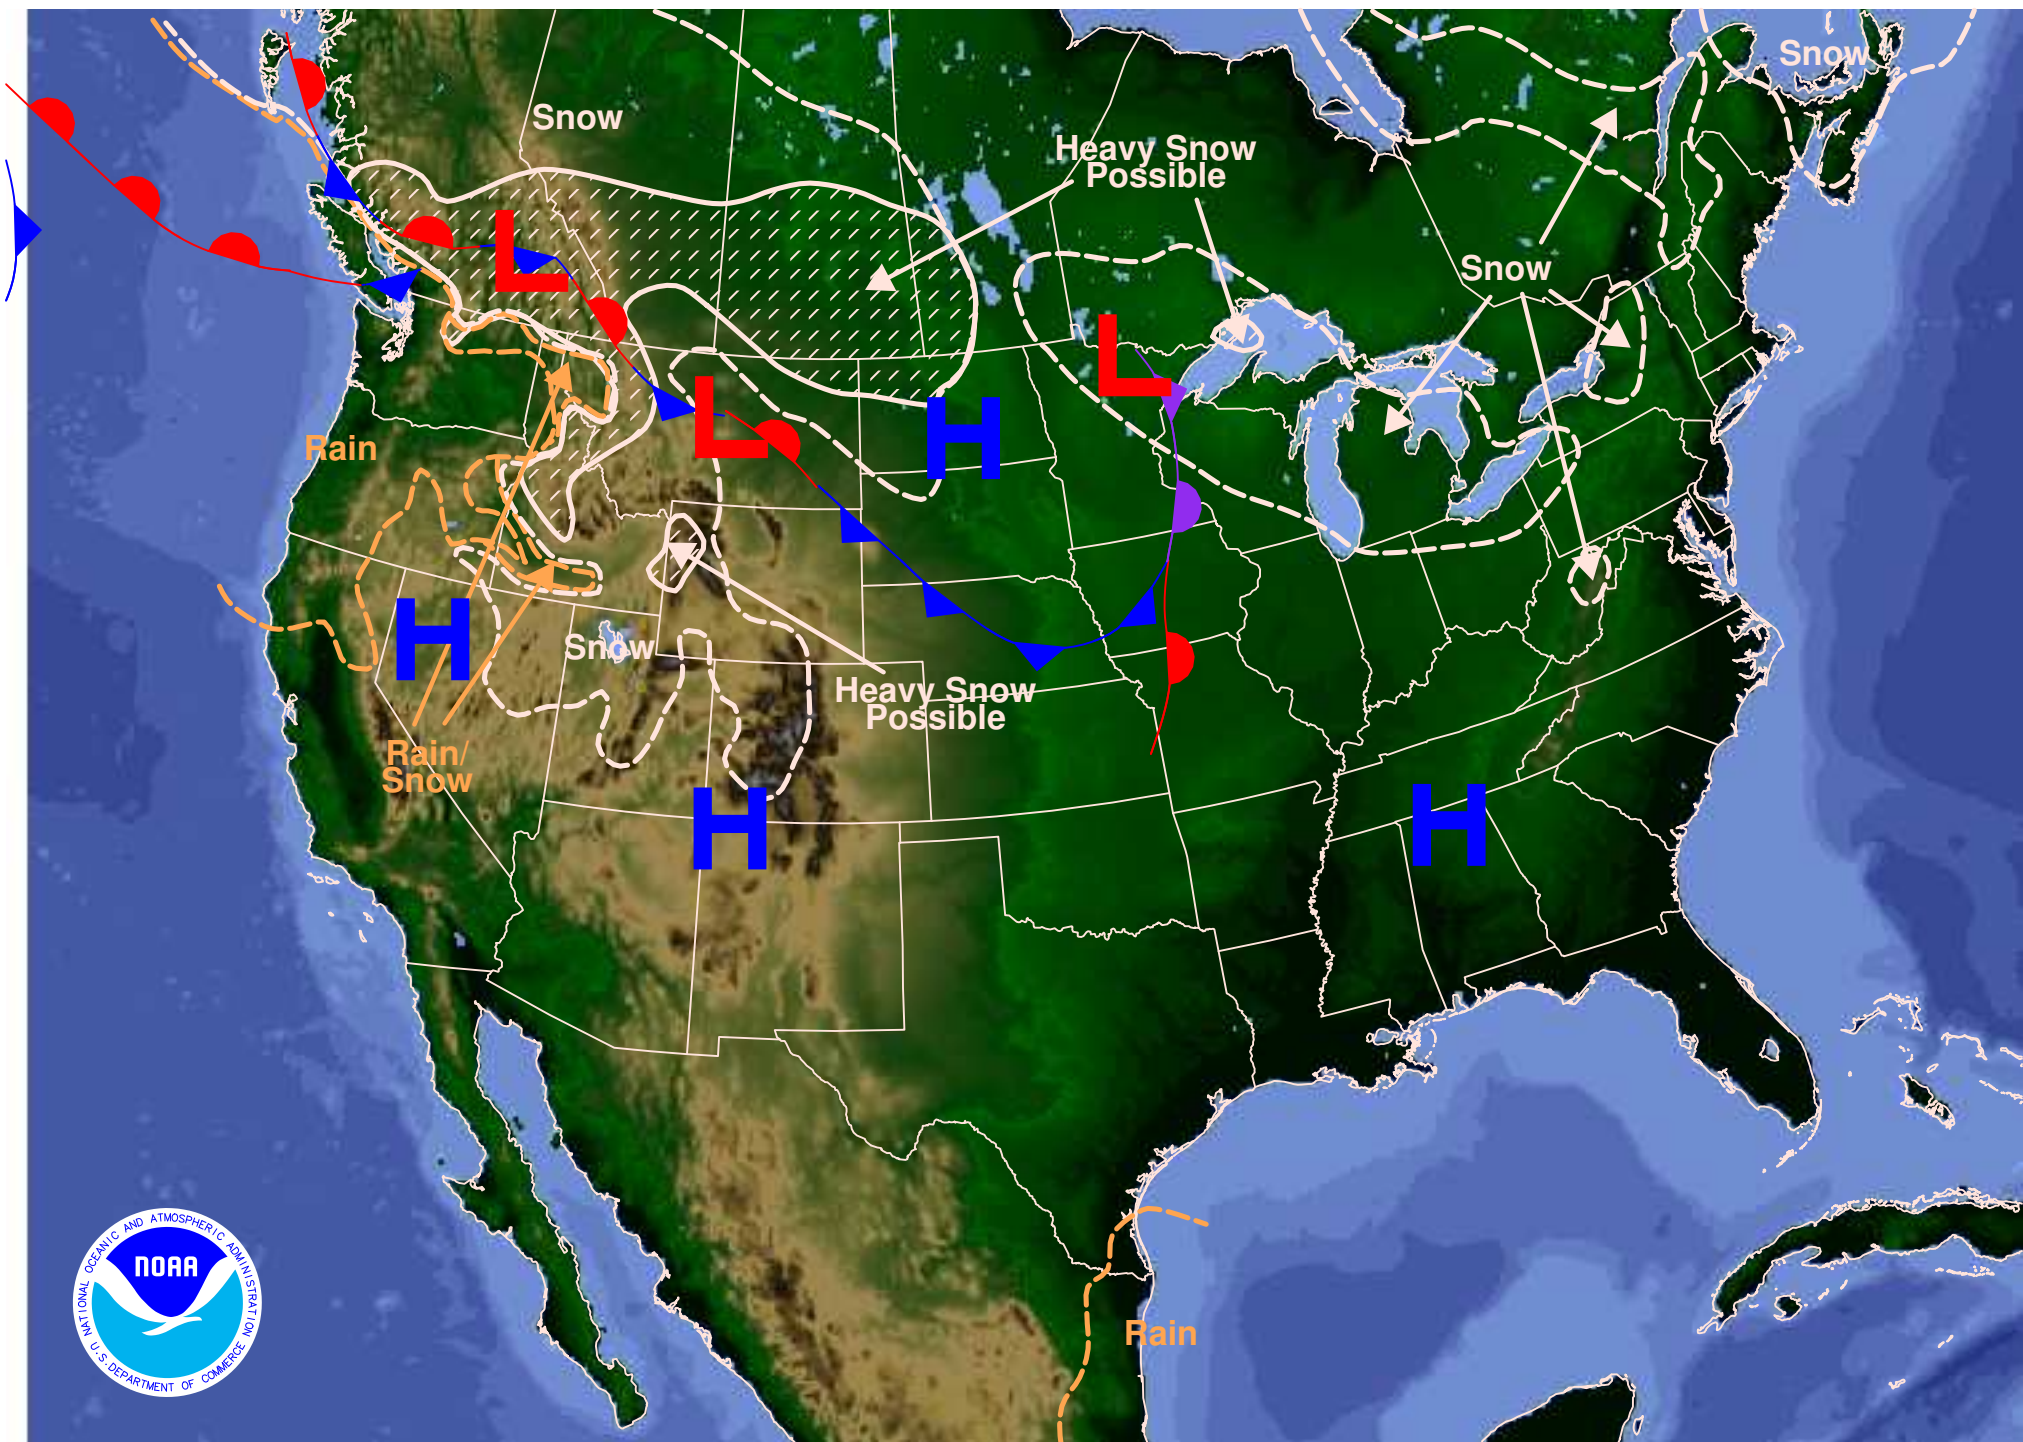 Snow
Snow
Heavy Snow
Possible
Snow
L
L
L
H
Rain
H
Snow
Heavy Snow
Possible
Rain/
Snow
H
H
Rain
NATIONAL OCEANIC AND ATMOSPHERIC ADMINISTRATION
NOAA
U.S. DEPARTMENT OF COMMERCE